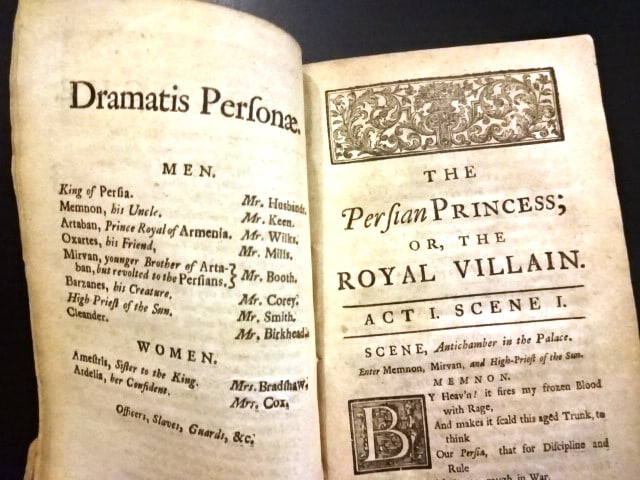 Dramatis Perſonæ.
MEN.
King of Perſia. Mr. Husbands.
Memnon, his Uncle. Mr. Keen.
Artaban, Prince Royal of Armenia. Mr. Wilks.
Oxartes, his Friend, Mr. Mills.
Mirvan, younger Brother of Arta-
ban, but revolted to the Perſians. Mr. Booth.
Barzanes, his Creature. Mr. Corey.
High Prieſt of the Sun. Mr. Smith.
Cleander. Mr. Birkhead.
WOMEN.
Ameſtris, Siſter to the King. Mrs. Bradſhaw.
Ardelia, her Confident. Mrs. Cox.
Officers, Slaves, Guards, &c.
THE
Perſian PRINCESS;
OR, THE
ROYAL VILLAIN.
ACT I. SCENE I.
SCENE, Antichamber in the Palace.
Enter Memnon, Mirvan, and High-Prieſt of the Sun.
MEMNON.
BY Heav'n! it fires my frozen Blood
with Rage,
And makes it ſcald this aged Trunk, to
think
Our Perſia, that for Diſcipline and
Rule
rough in War.